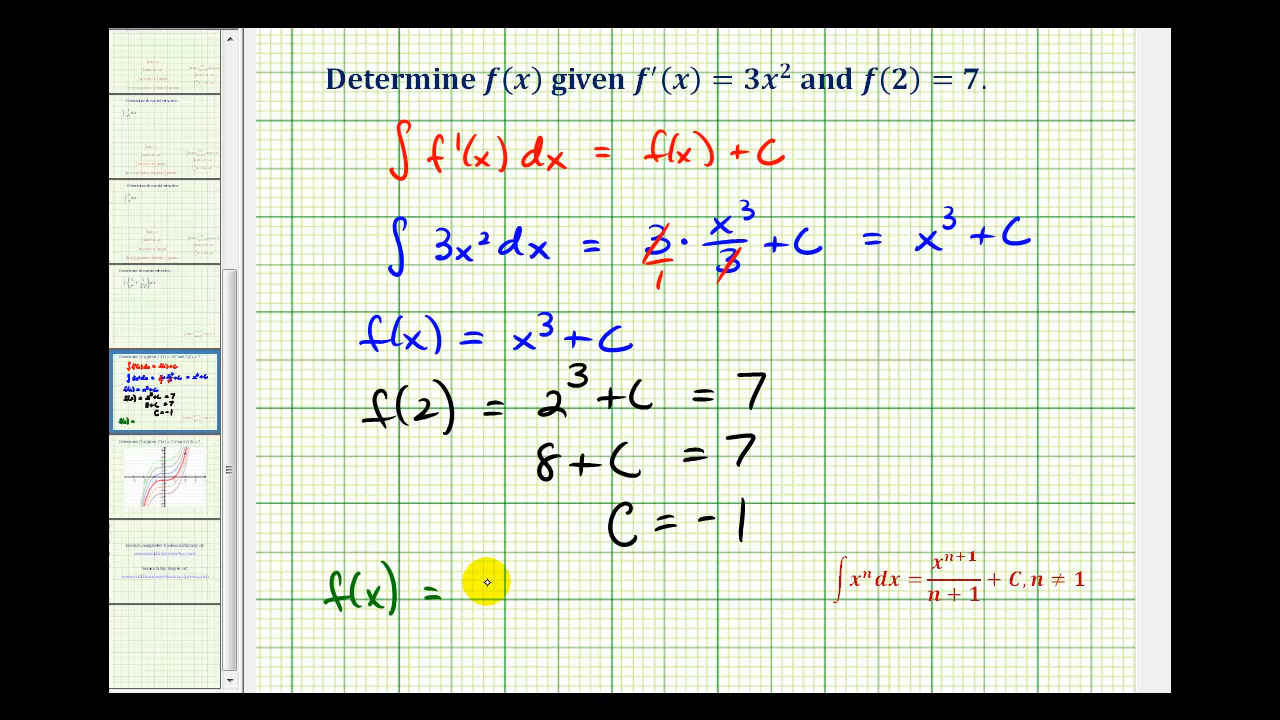 Determine f(x) given f′(x) = 3x² and f(2) = 7.
∫ f'(x) dx = f(x) + C
∫ 3x² dx = 3/1 · x³/3 + C = x³ + C
f(x) = x³ + C
f(2) = 2³ + C = 7
8 + C = 7
C = -1
f(x) =
∫ xⁿ dx = xⁿ⁺¹/(n + 1) + C, n ≠ 1